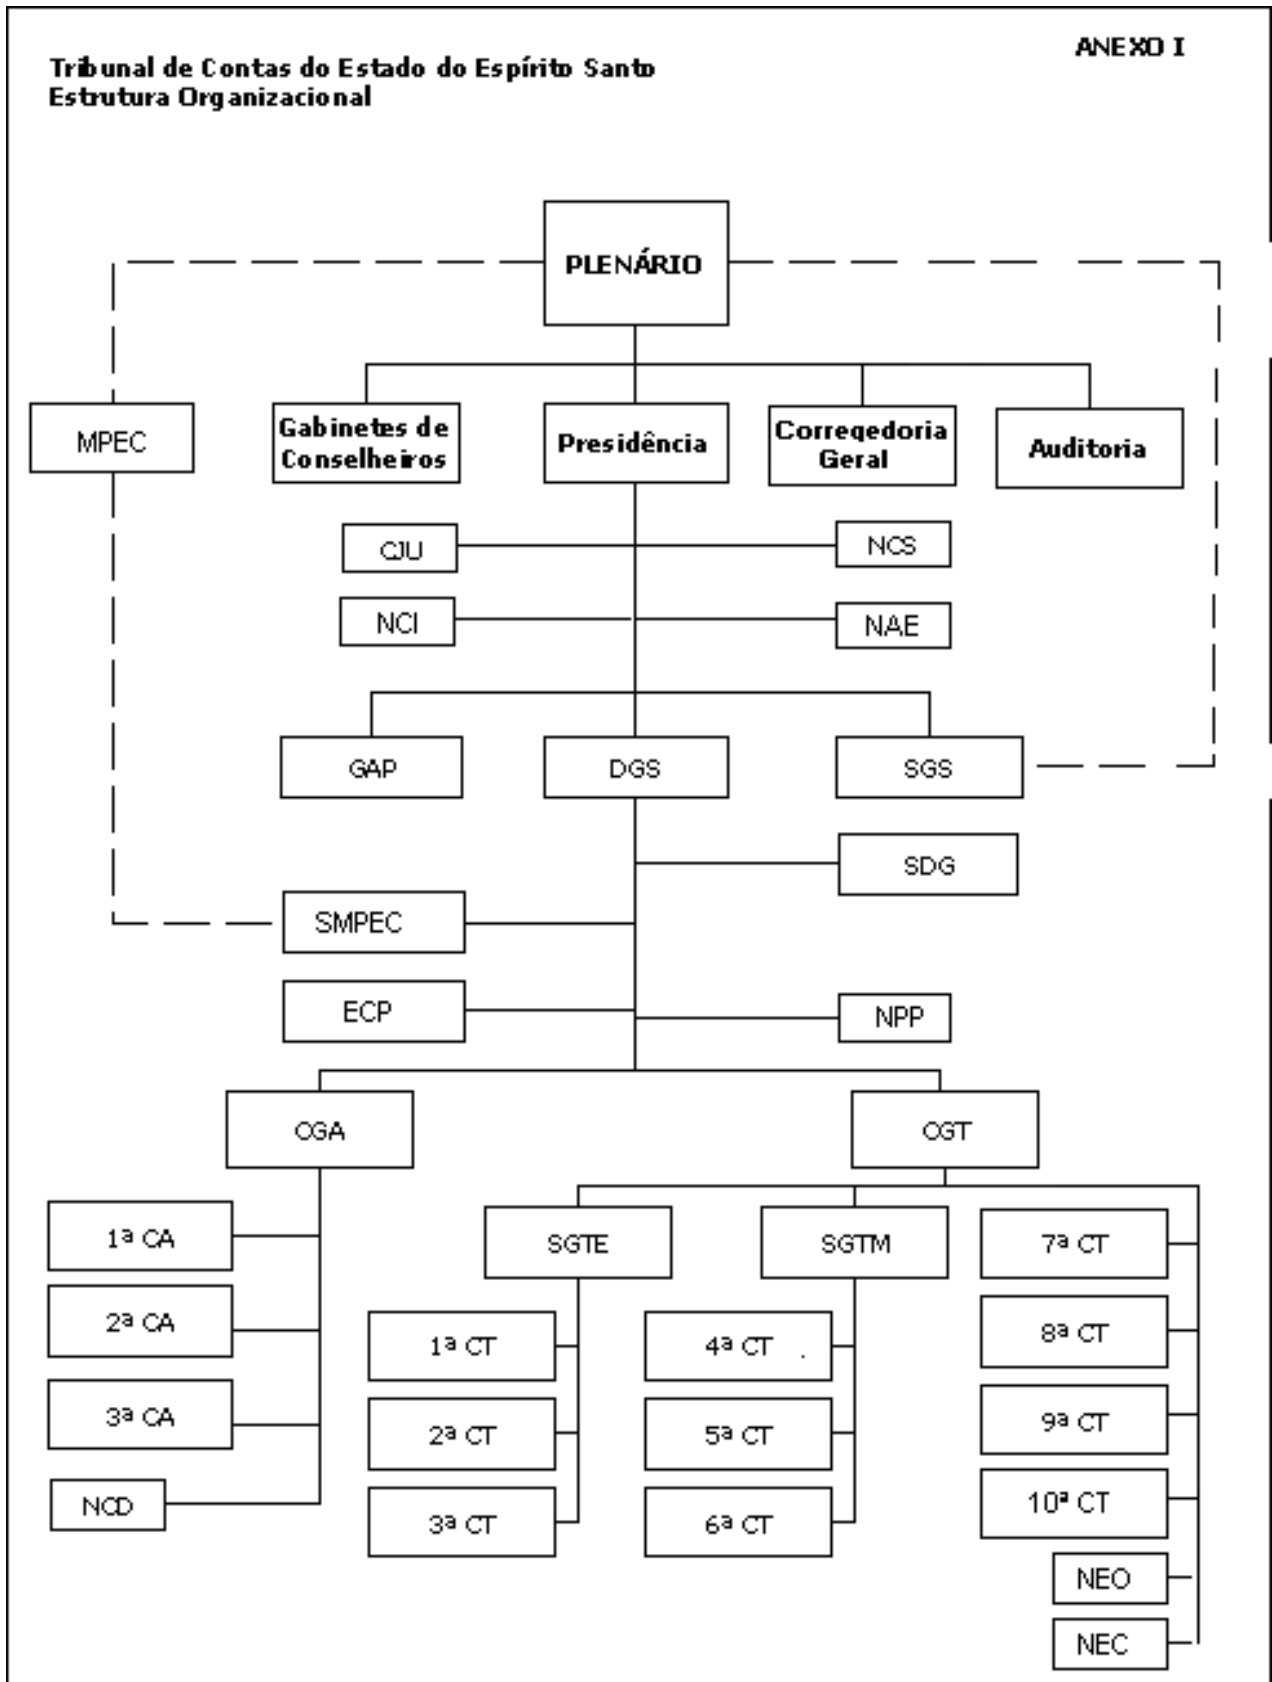 ANEXO I
Tribunal de Contas do Estado do Espírito Santo
Estrutura Organizacional
PLENÁRIO
MPEC
Gabinetes de
Conselheiros
Presidência
Corregedoria
Geral
Auditoria
CJU
NCS
NCI
NAE
GAP
DGS
SGS
SDG
SMPEC
ECP
NPP
CGA
CGT
1ª CA
2ª CA
3ª CA
NCD
SGTE
SGTM
1ª CT
2ª CT
3ª CT
4ª CT
5ª CT
6ª CT
7ª CT
8ª CT
9ª CT
10ª CT
NEO
NEC